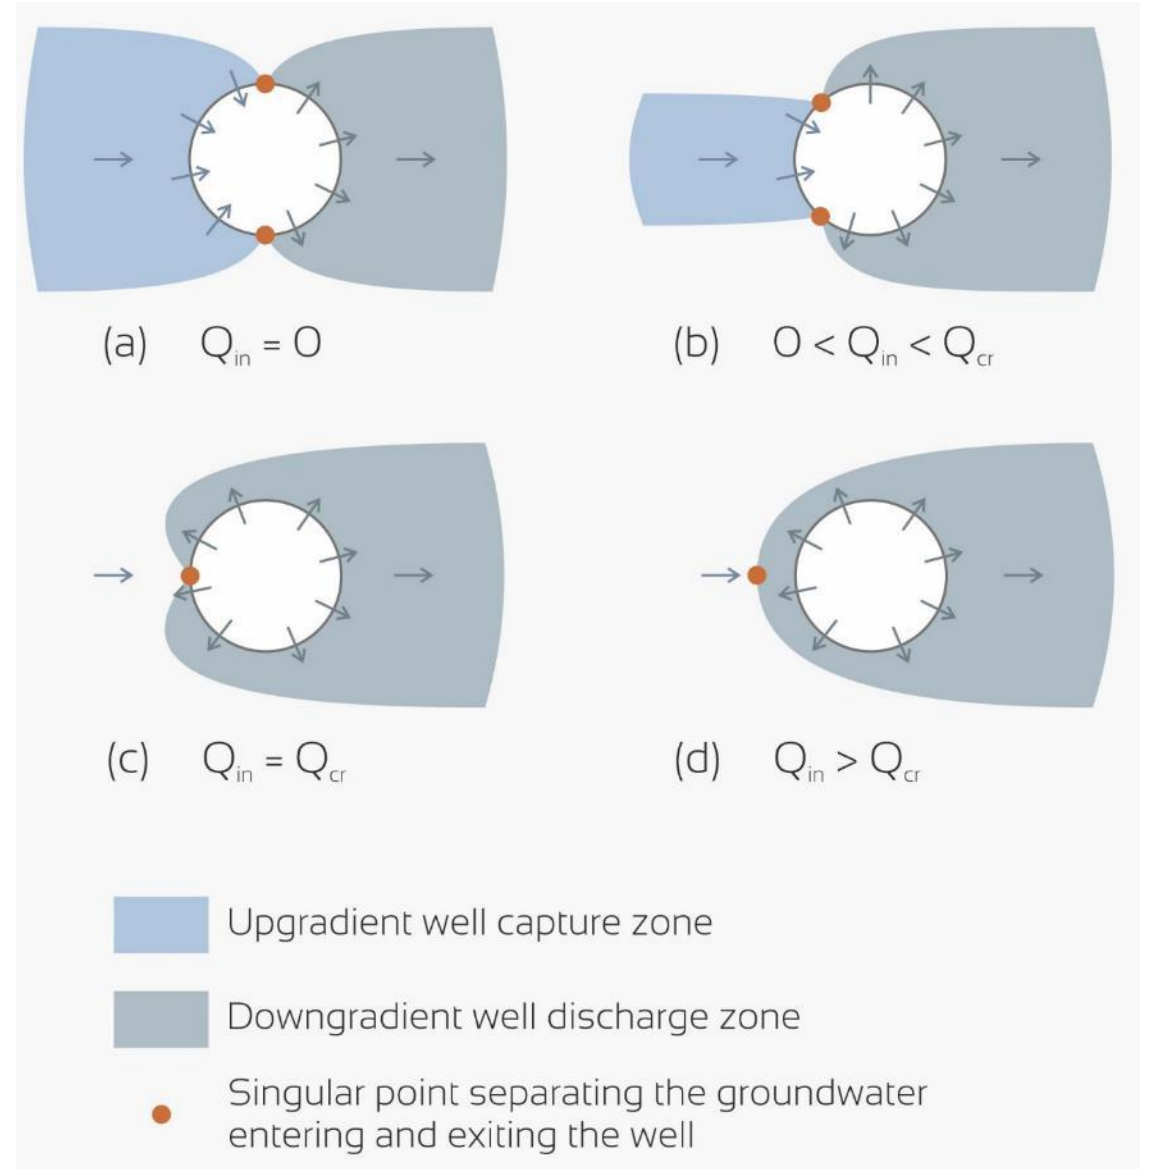 (a) Q_in = 0
(b) 0 < Q_in < Q_cr
(c) Q_in = Q_cr
(d) Q_in > Q_cr
Upgradient well capture zone
Downgradient well discharge zone
Singular point separating the groundwater
entering and exiting the well